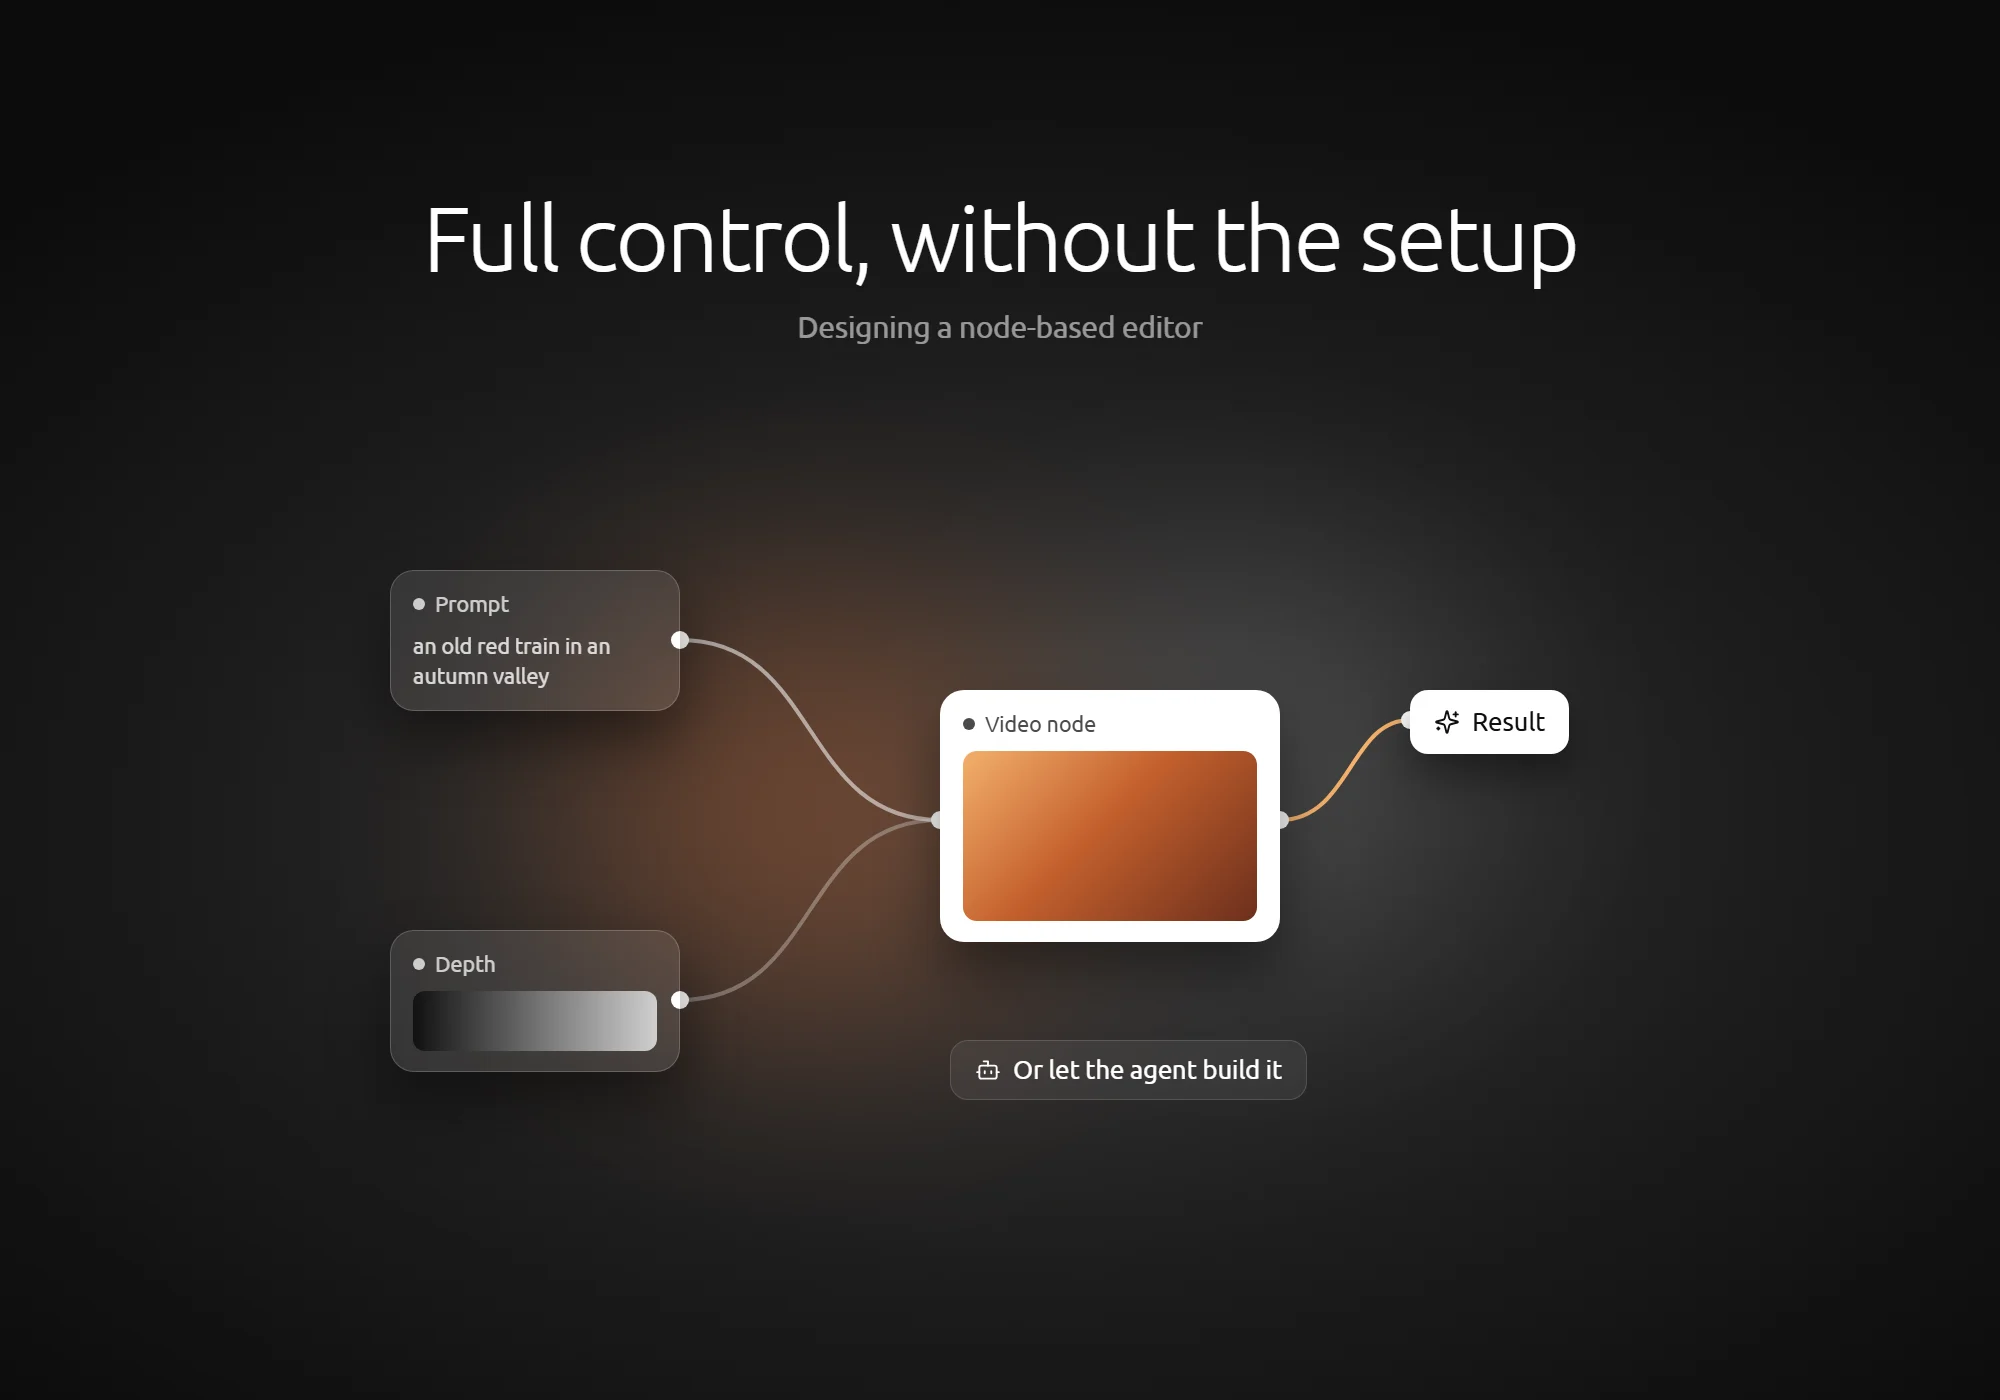 Full control, without the setup
Designing a node-based editor
Prompt
an old red train in an
autumn valley
Video node
Result
Depth
Or let the agent build it